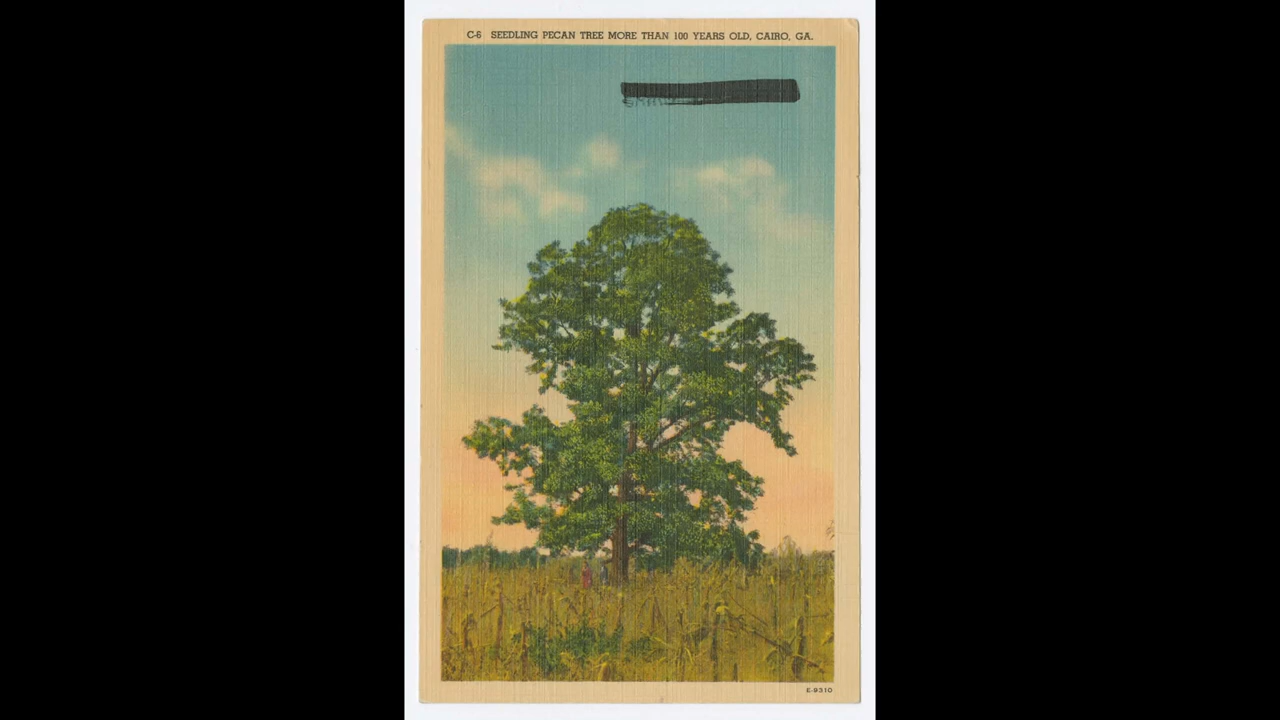 C-6 SEEDLING PECAN TREE MORE THAN 100 YEARS OLD, CAIRO, GA.
E-9310